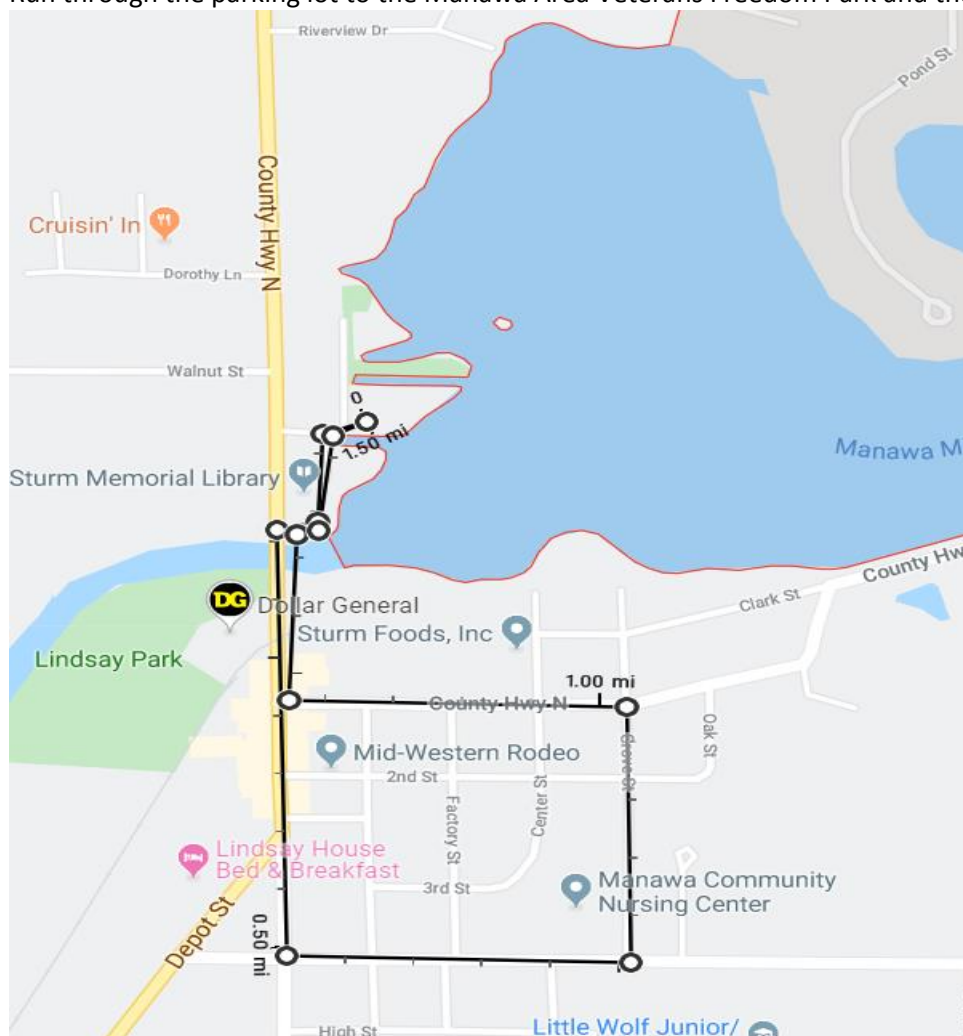 Run through the parking lot to the Manawa Area Veterans Freedom Park and th
Riverview Dr
Pond St
County Hwy N
Cruisin' In
Dorothy Ln
Walnut St
0
1.50 mi
Manawa M
Sturm Memorial Library
County Hw
DG
Dollar General
Clark St
Sturm Foods, Inc
Lindsay Park
1.00 mi
County Hwy N
Oak St
Grove St
Mid-Western Rodeo
2nd St
Center St
Factory St
Lindsay House
Bed & Breakfast
3rd St
Manawa Community
Nursing Center
0.50 mi
Depot St
High St
Little Wolf Junior/